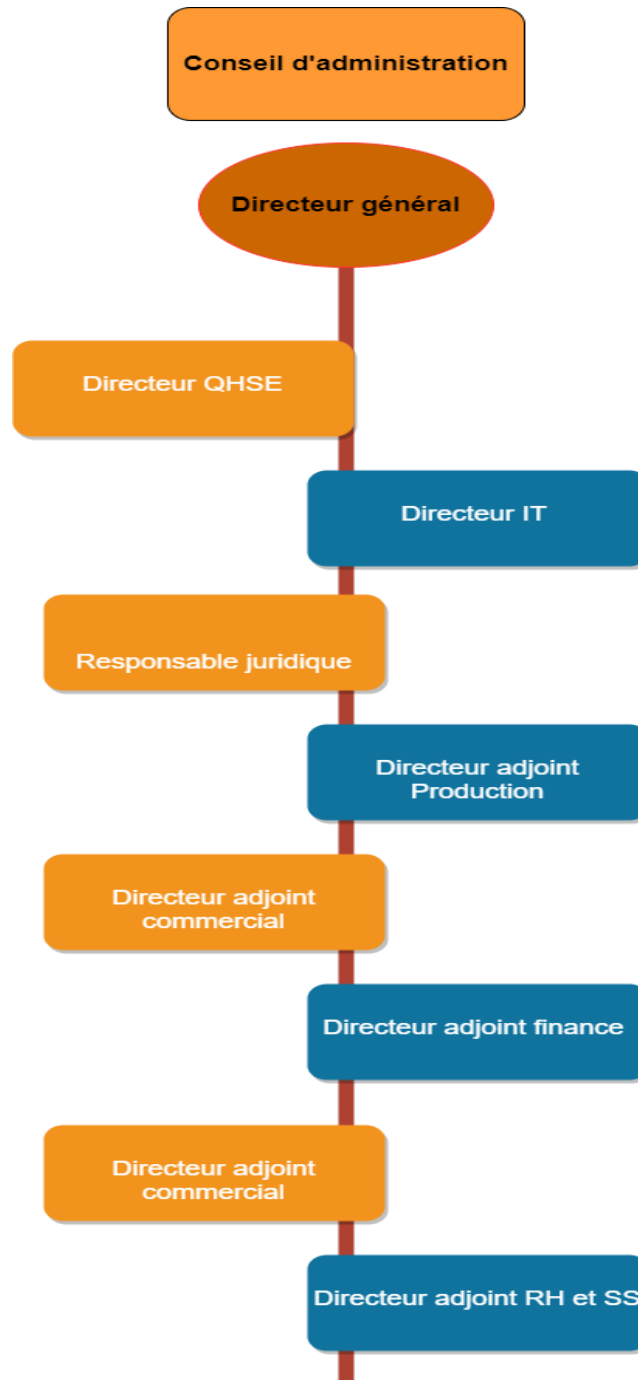 Conseil d'administration
Directeur général
Directeur QHSE
Directeur IT
Responsable juridique
Directeur adjoint
Production
Directeur adjoint
commercial
Directeur adjoint finance
Directeur adjoint
commercial
Directeur adjoint RH et SS